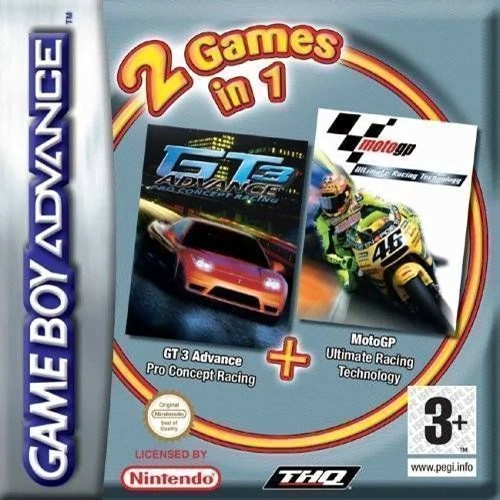 GAME BOY ADVANCE
2 Games
in 1
GT3
ADVANCE
PRO CONCEPT RACING
motogp
Ultimate Racing Technology
46
GT 3 Advance
Pro Concept Racing
+
MotoGP
Ultimate Racing
Technology
Original
Nintendo
Seal of
Quality
LICENSED BY
Nintendo
THQ
3+
TM
www.pegi.info